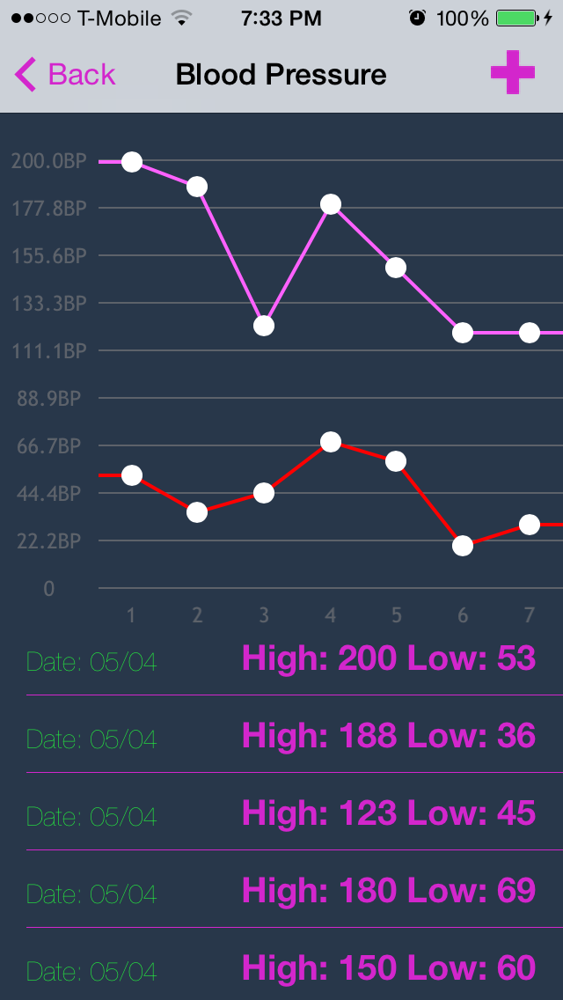 T-Mobile 7:33 PM 100%
Back Blood Pressure
200.0BP
177.8BP
155.6BP
133.3BP
111.1BP
88.9BP
66.7BP
44.4BP
22.2BP
0
1 2 3 4 5 6 7
Date: 05/04 High: 200 Low: 53
Date: 05/04 High: 188 Low: 36
Date: 05/04 High: 123 Low: 45
Date: 05/04 High: 180 Low: 69
Date: 05/04 High: 150 Low: 60